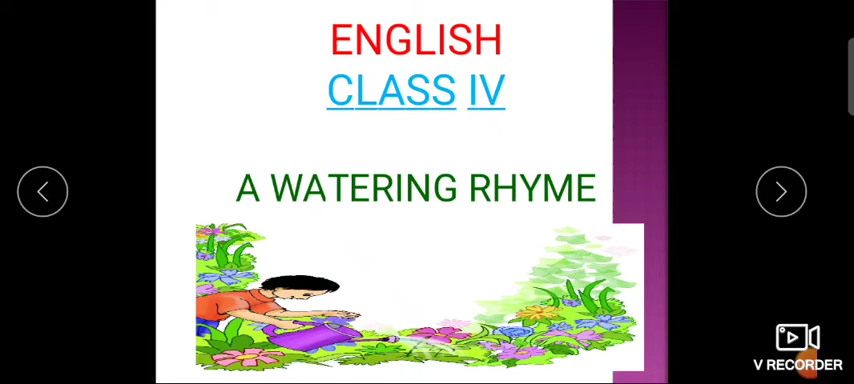 ENGLISH
CLASS IV
A WATERING RHYME
V RECORDER